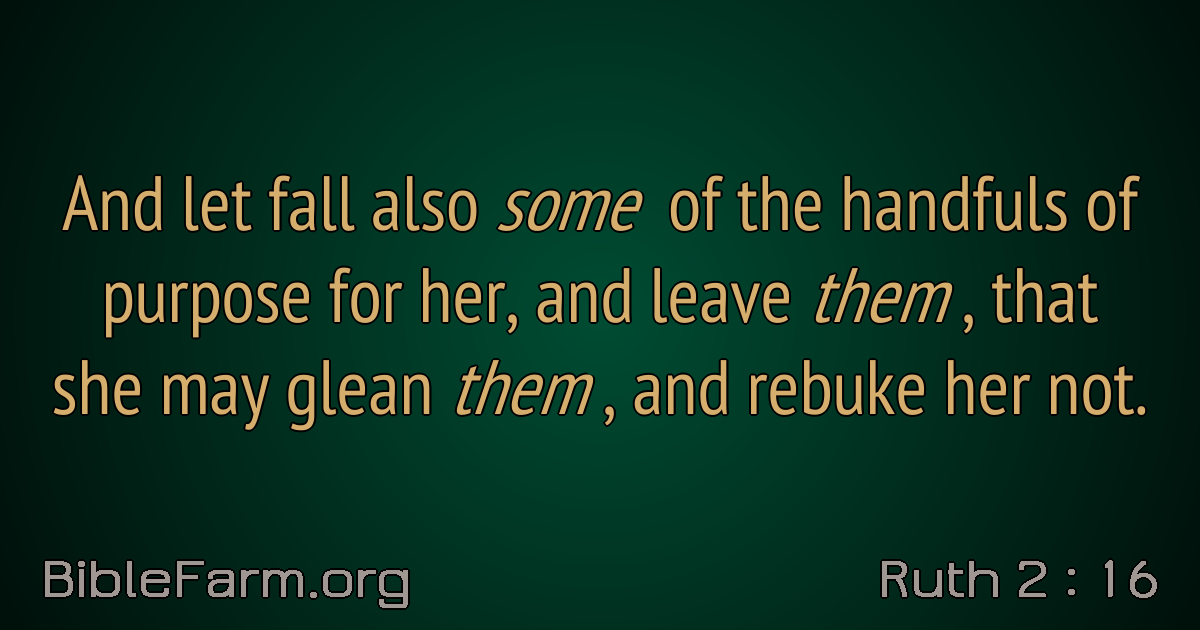 And let fall also some of the handfuls of
purpose for her, and leave them , that
she may glean them , and rebuke her not.
BibleFarm.org
Ruth 2 : 16